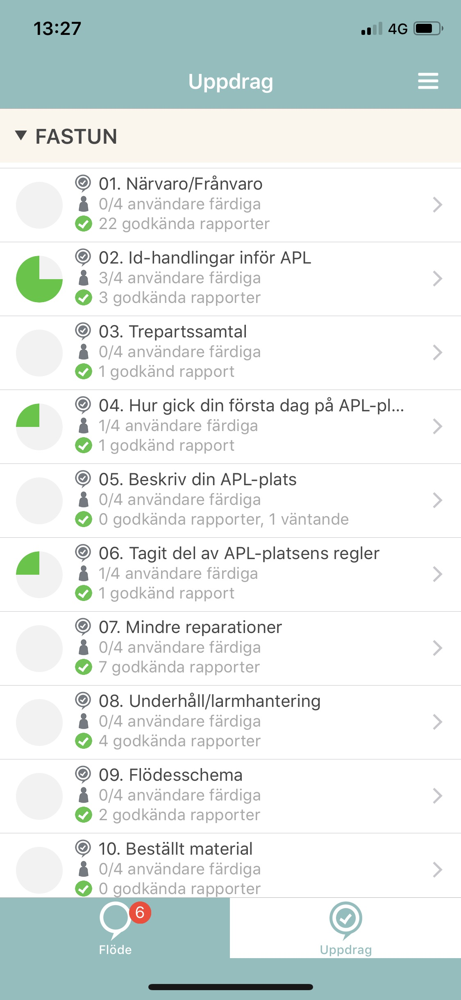 13:27
4G
Uppdrag
FASTUN
01. Närvaro/Frånvaro
0/4 användare färdiga
22 godkända rapporter
02. Id-handlingar inför APL
3/4 användare färdiga
3 godkända rapporter
03. Trepartssamtal
0/4 användare färdiga
1 godkänd rapport
04. Hur gick din första dag på APL-pl...
1/4 användare färdiga
1 godkänd rapport
05. Beskriv din APL-plats
0/4 användare färdiga
0 godkända rapporter, 1 väntande
06. Tagit del av APL-platsens regler
1/4 användare färdiga
1 godkänd rapport
07. Mindre reparationer
0/4 användare färdiga
7 godkända rapporter
08. Underhåll/larmhantering
0/4 användare färdiga
4 godkända rapporter
09. Flödesschema
0/4 användare färdiga
2 godkända rapporter
10. Beställt material
0/4 användare färdiga
0 godkända rapporter
6
Flöde
Uppdrag